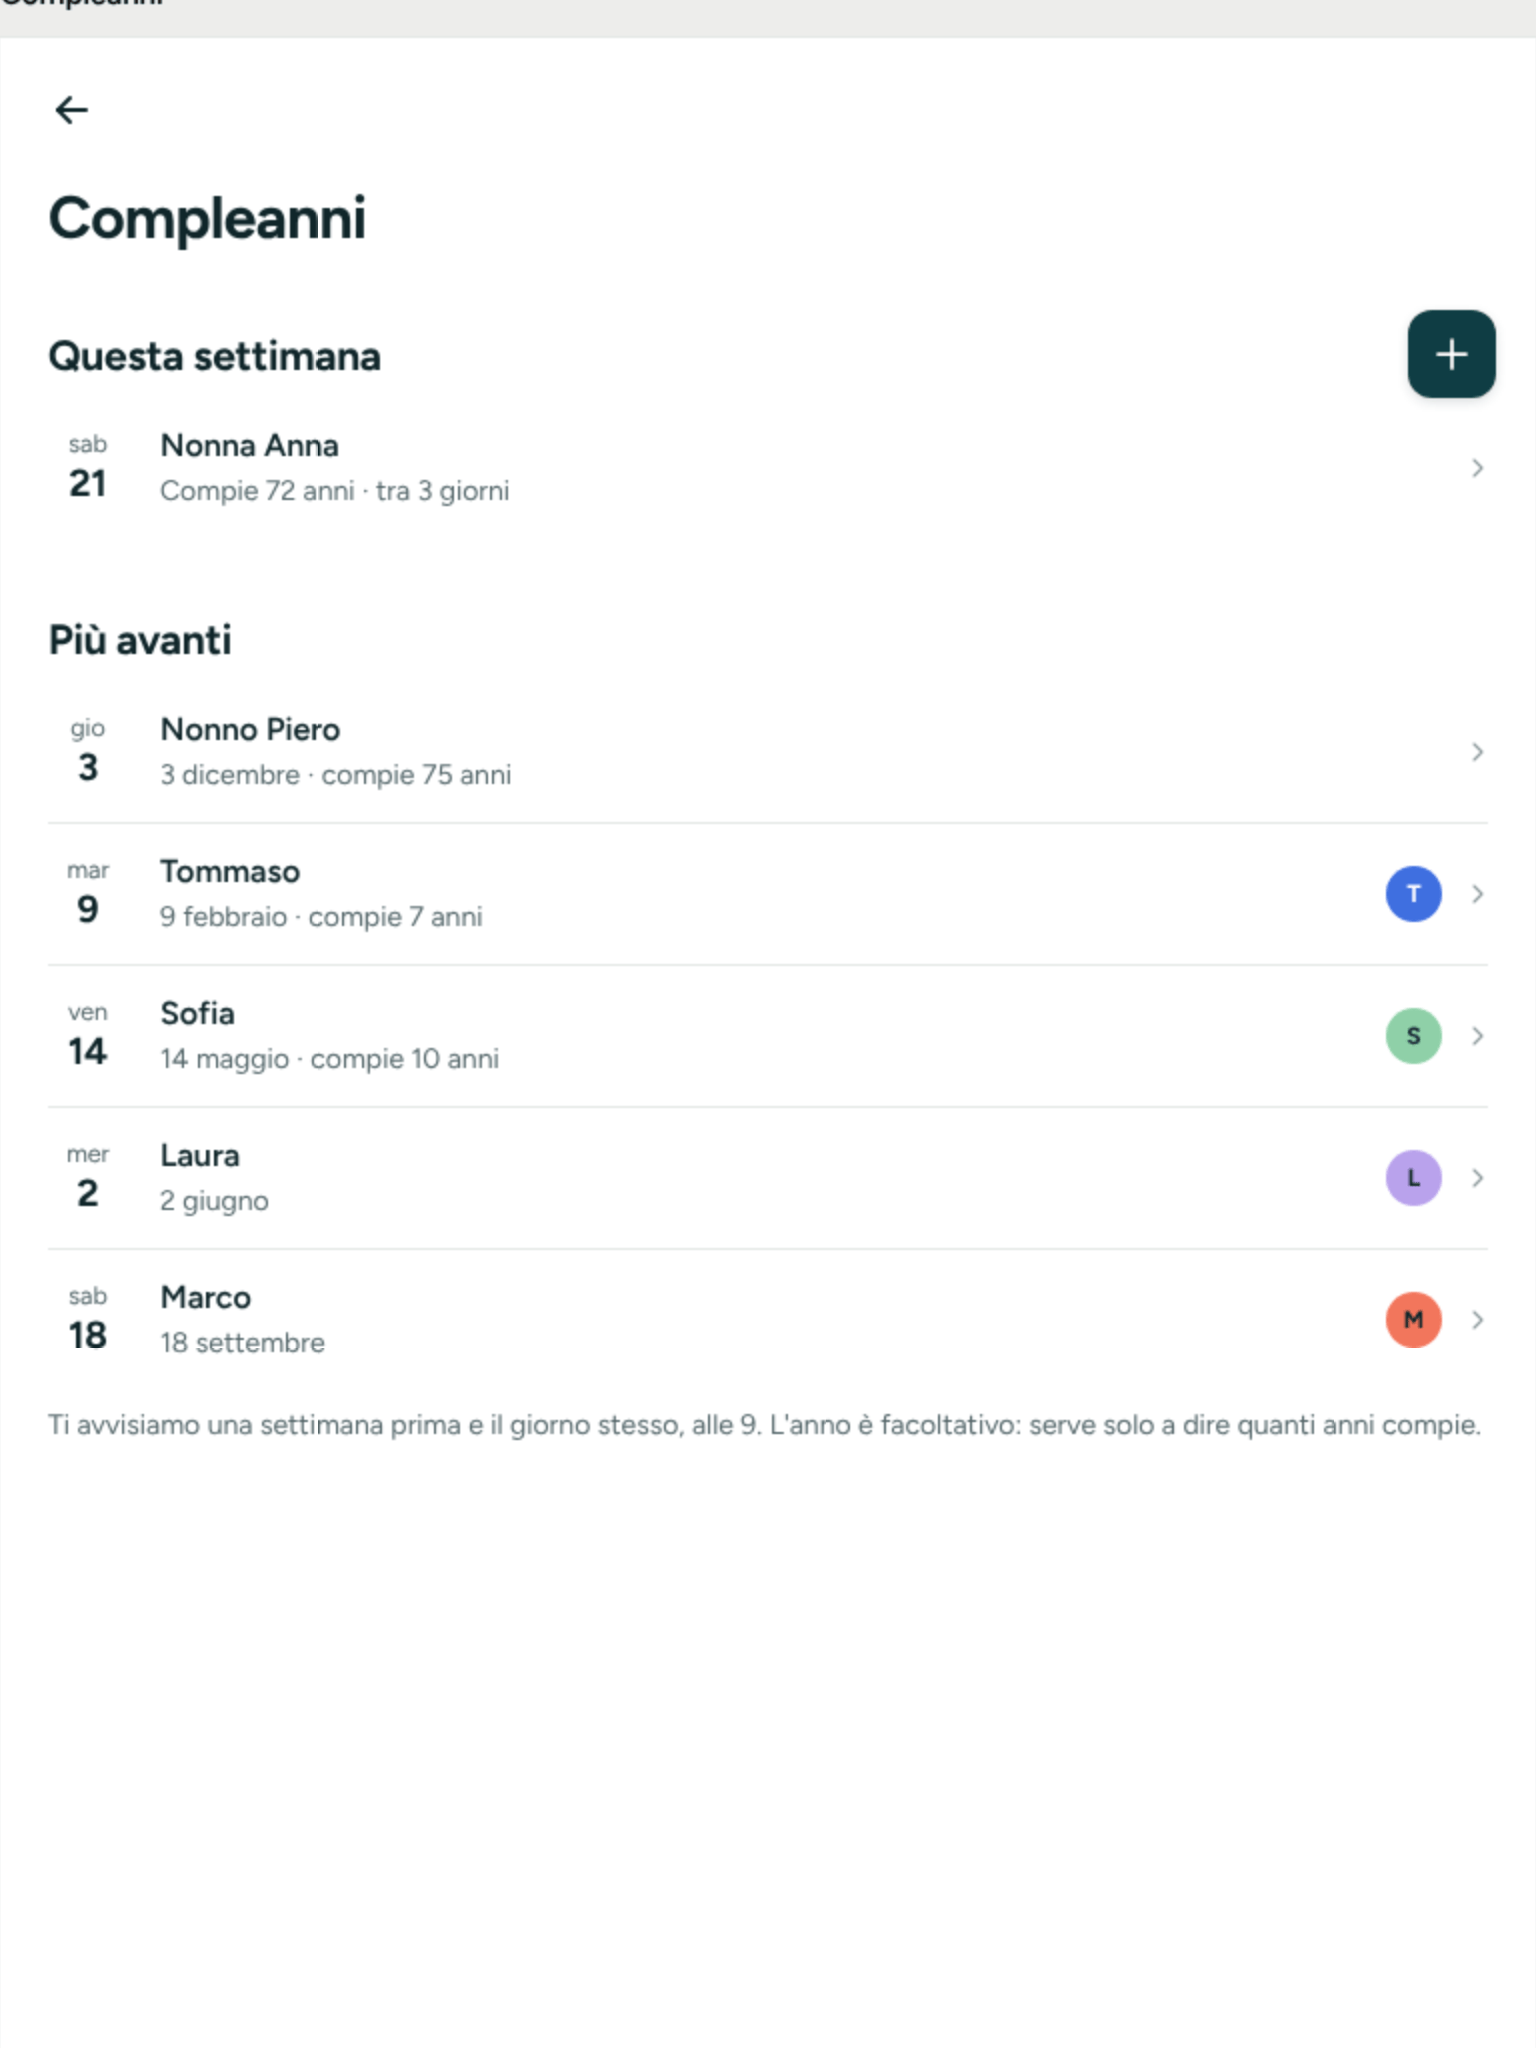 Compleanni
Compleanni
Questa settimana
sab
21
Nonna Anna
Compie 72 anni · tra 3 giorni
Più avanti
gio
3
Nonno Piero
3 dicembre · compie 75 anni
mar
9
Tommaso
9 febbraio · compie 7 anni
T
ven
14
Sofia
14 maggio · compie 10 anni
S
mer
2
Laura
2 giugno
L
sab
18
Marco
18 settembre
M
Ti avvisiamo una settimana prima e il giorno stesso, alle 9. L'anno è facoltativo: serve solo a dire quanti anni compie.